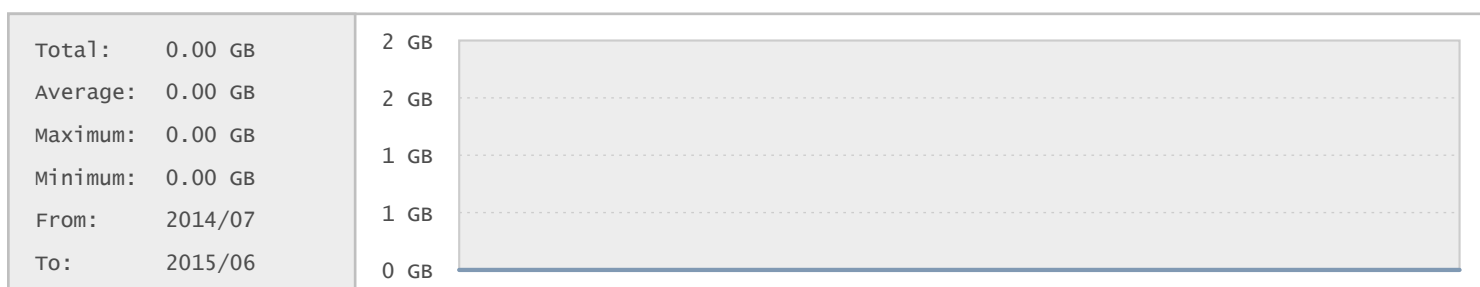 Total: 0.00 GB
Average: 0.00 GB
Maximum: 0.00 GB
Minimum: 0.00 GB
From: 2014/07
To: 2015/06
2 GB
2 GB
1 GB
1 GB
0 GB